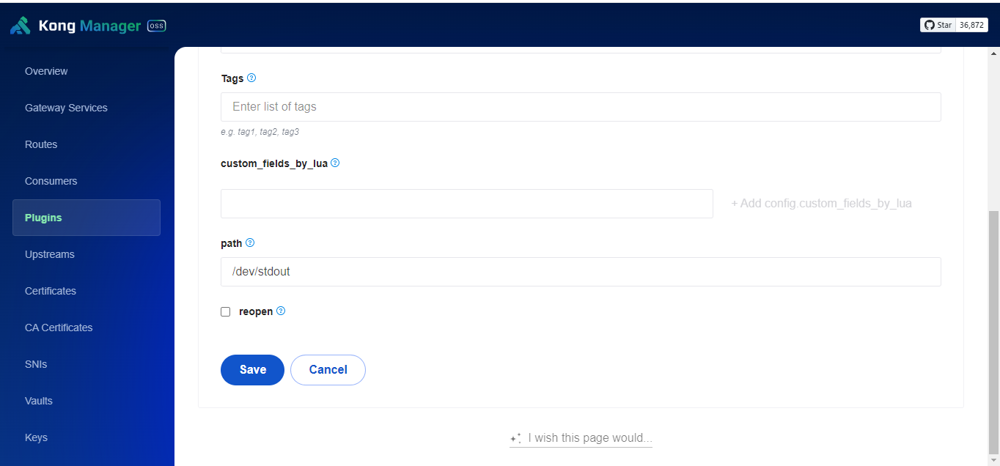 Kong Manager OSS
Star 36,872
Overview
Gateway Services
Routes
Consumers
Plugins
Upstreams
Certificates
CA Certificates
SNIs
Vaults
Keys
Tags ?
Enter list of tags
e.g. tag1, tag2, tag3
custom_fields_by_lua ?
+ Add config.custom_fields_by_lua
path ?
/dev/stdout
reopen ?
Save Cancel
I wish this page would...